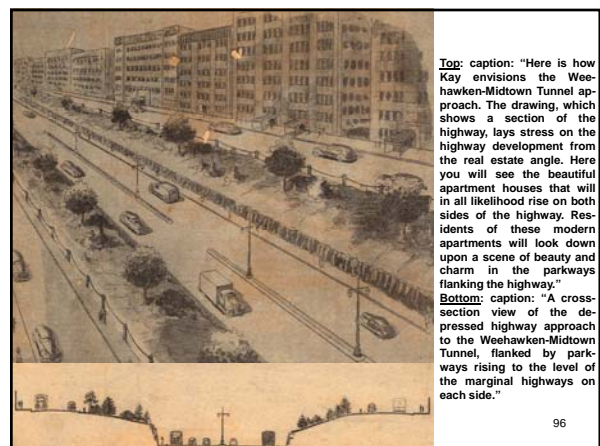 Top: caption: “Here is how
Kay envisions the Wee-
hawken-Midtown Tunnel ap-
proach. The drawing, which
shows a section of the
highway, lays stress on the
highway development from
the real estate angle. Here
you will see the beautiful
apartment houses that will
in all likelihood rise on both
sides of the highway. Res-
idents of these modern
apartments will look down
upon a scene of beauty and
charm in the parkways
flanking the highway.”
Bottom: caption: “A cross-
section view of the de-
pressed highway approach
to the Weehawken-Midtown
Tunnel, flanked by park-
ways rising to the level of
the marginal highways on
each side.”
96